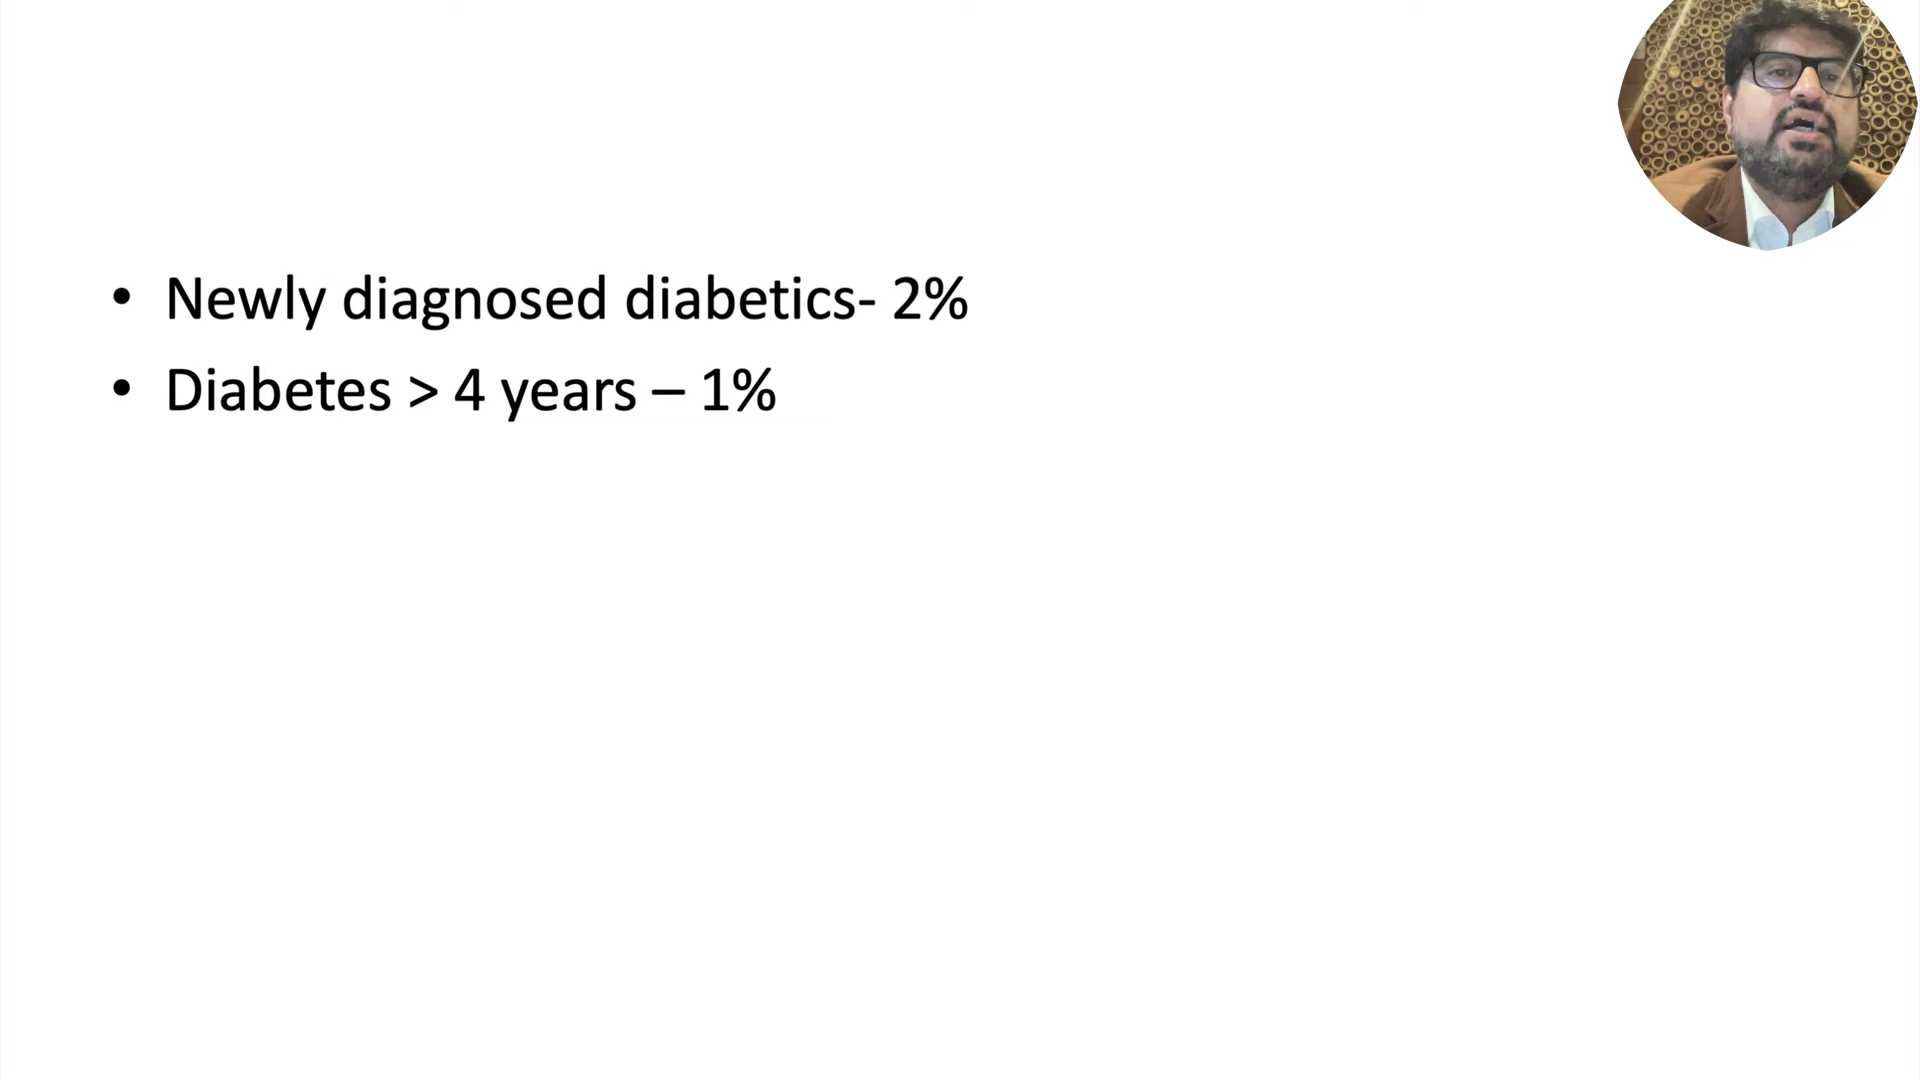 • Newly diagnosed diabetics- 2%
• Diabetes > 4 years – 1%